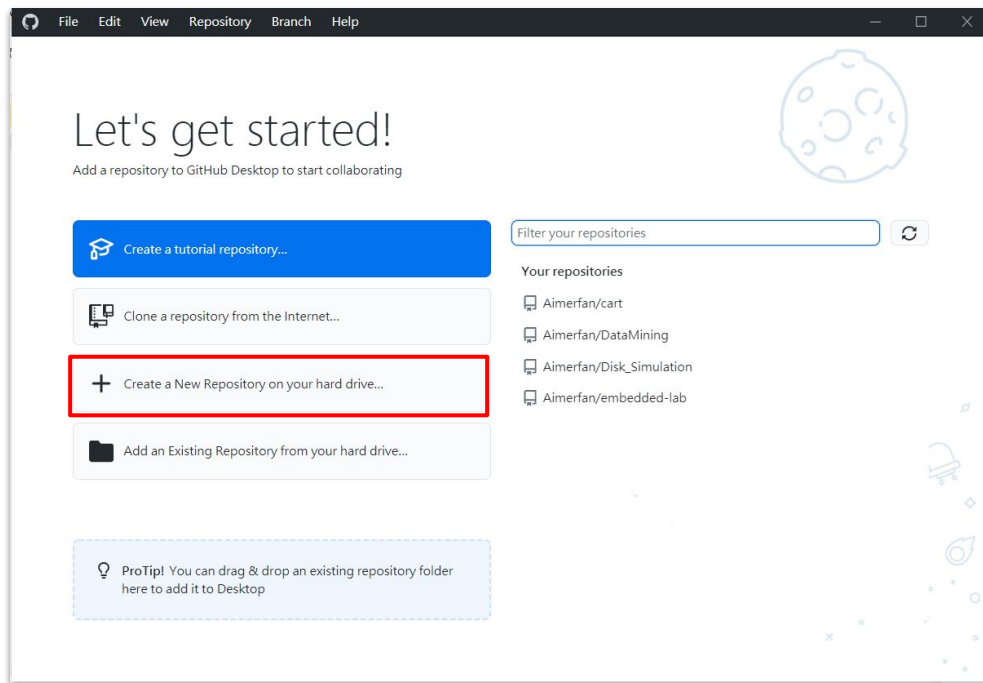 File Edit View Repository Branch Help
Let's get started!
Add a repository to GitHub Desktop to start collaborating
Create a tutorial repository...
Clone a repository from the Internet...
Create a New Repository on your hard drive...
Add an Existing Repository from your hard drive...
ProTip! You can drag & drop an existing repository folder
here to add it to Desktop
Filter your repositories
Your repositories
Aimerfan/cart
Aimerfan/DataMining
Aimerfan/Disk_Simulation
Aimerfan/embedded-lab